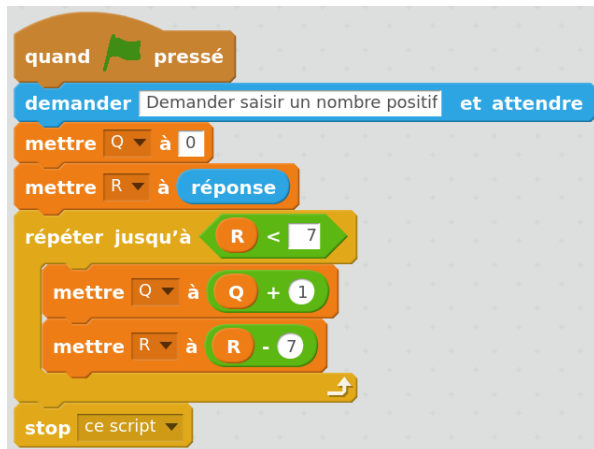 quand pressé
demander Demander saisir un nombre positif et attendre
mettre Q à 0
mettre R à réponse
répéter jusqu’à R < 7
mettre Q à Q + 1
mettre R à R - 7
stop ce script